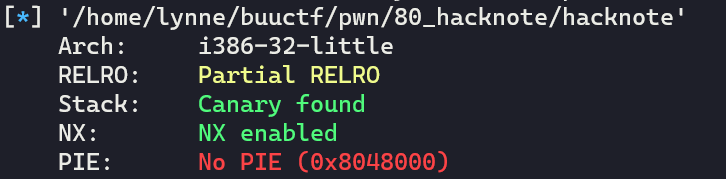 [*] '/home/lynne/buuctf/pwn/80_hacknote/hacknote'
Arch: i386-32-little
RELRO: Partial RELRO
Stack: Canary found
NX: NX enabled
PIE: No PIE (0x8048000)